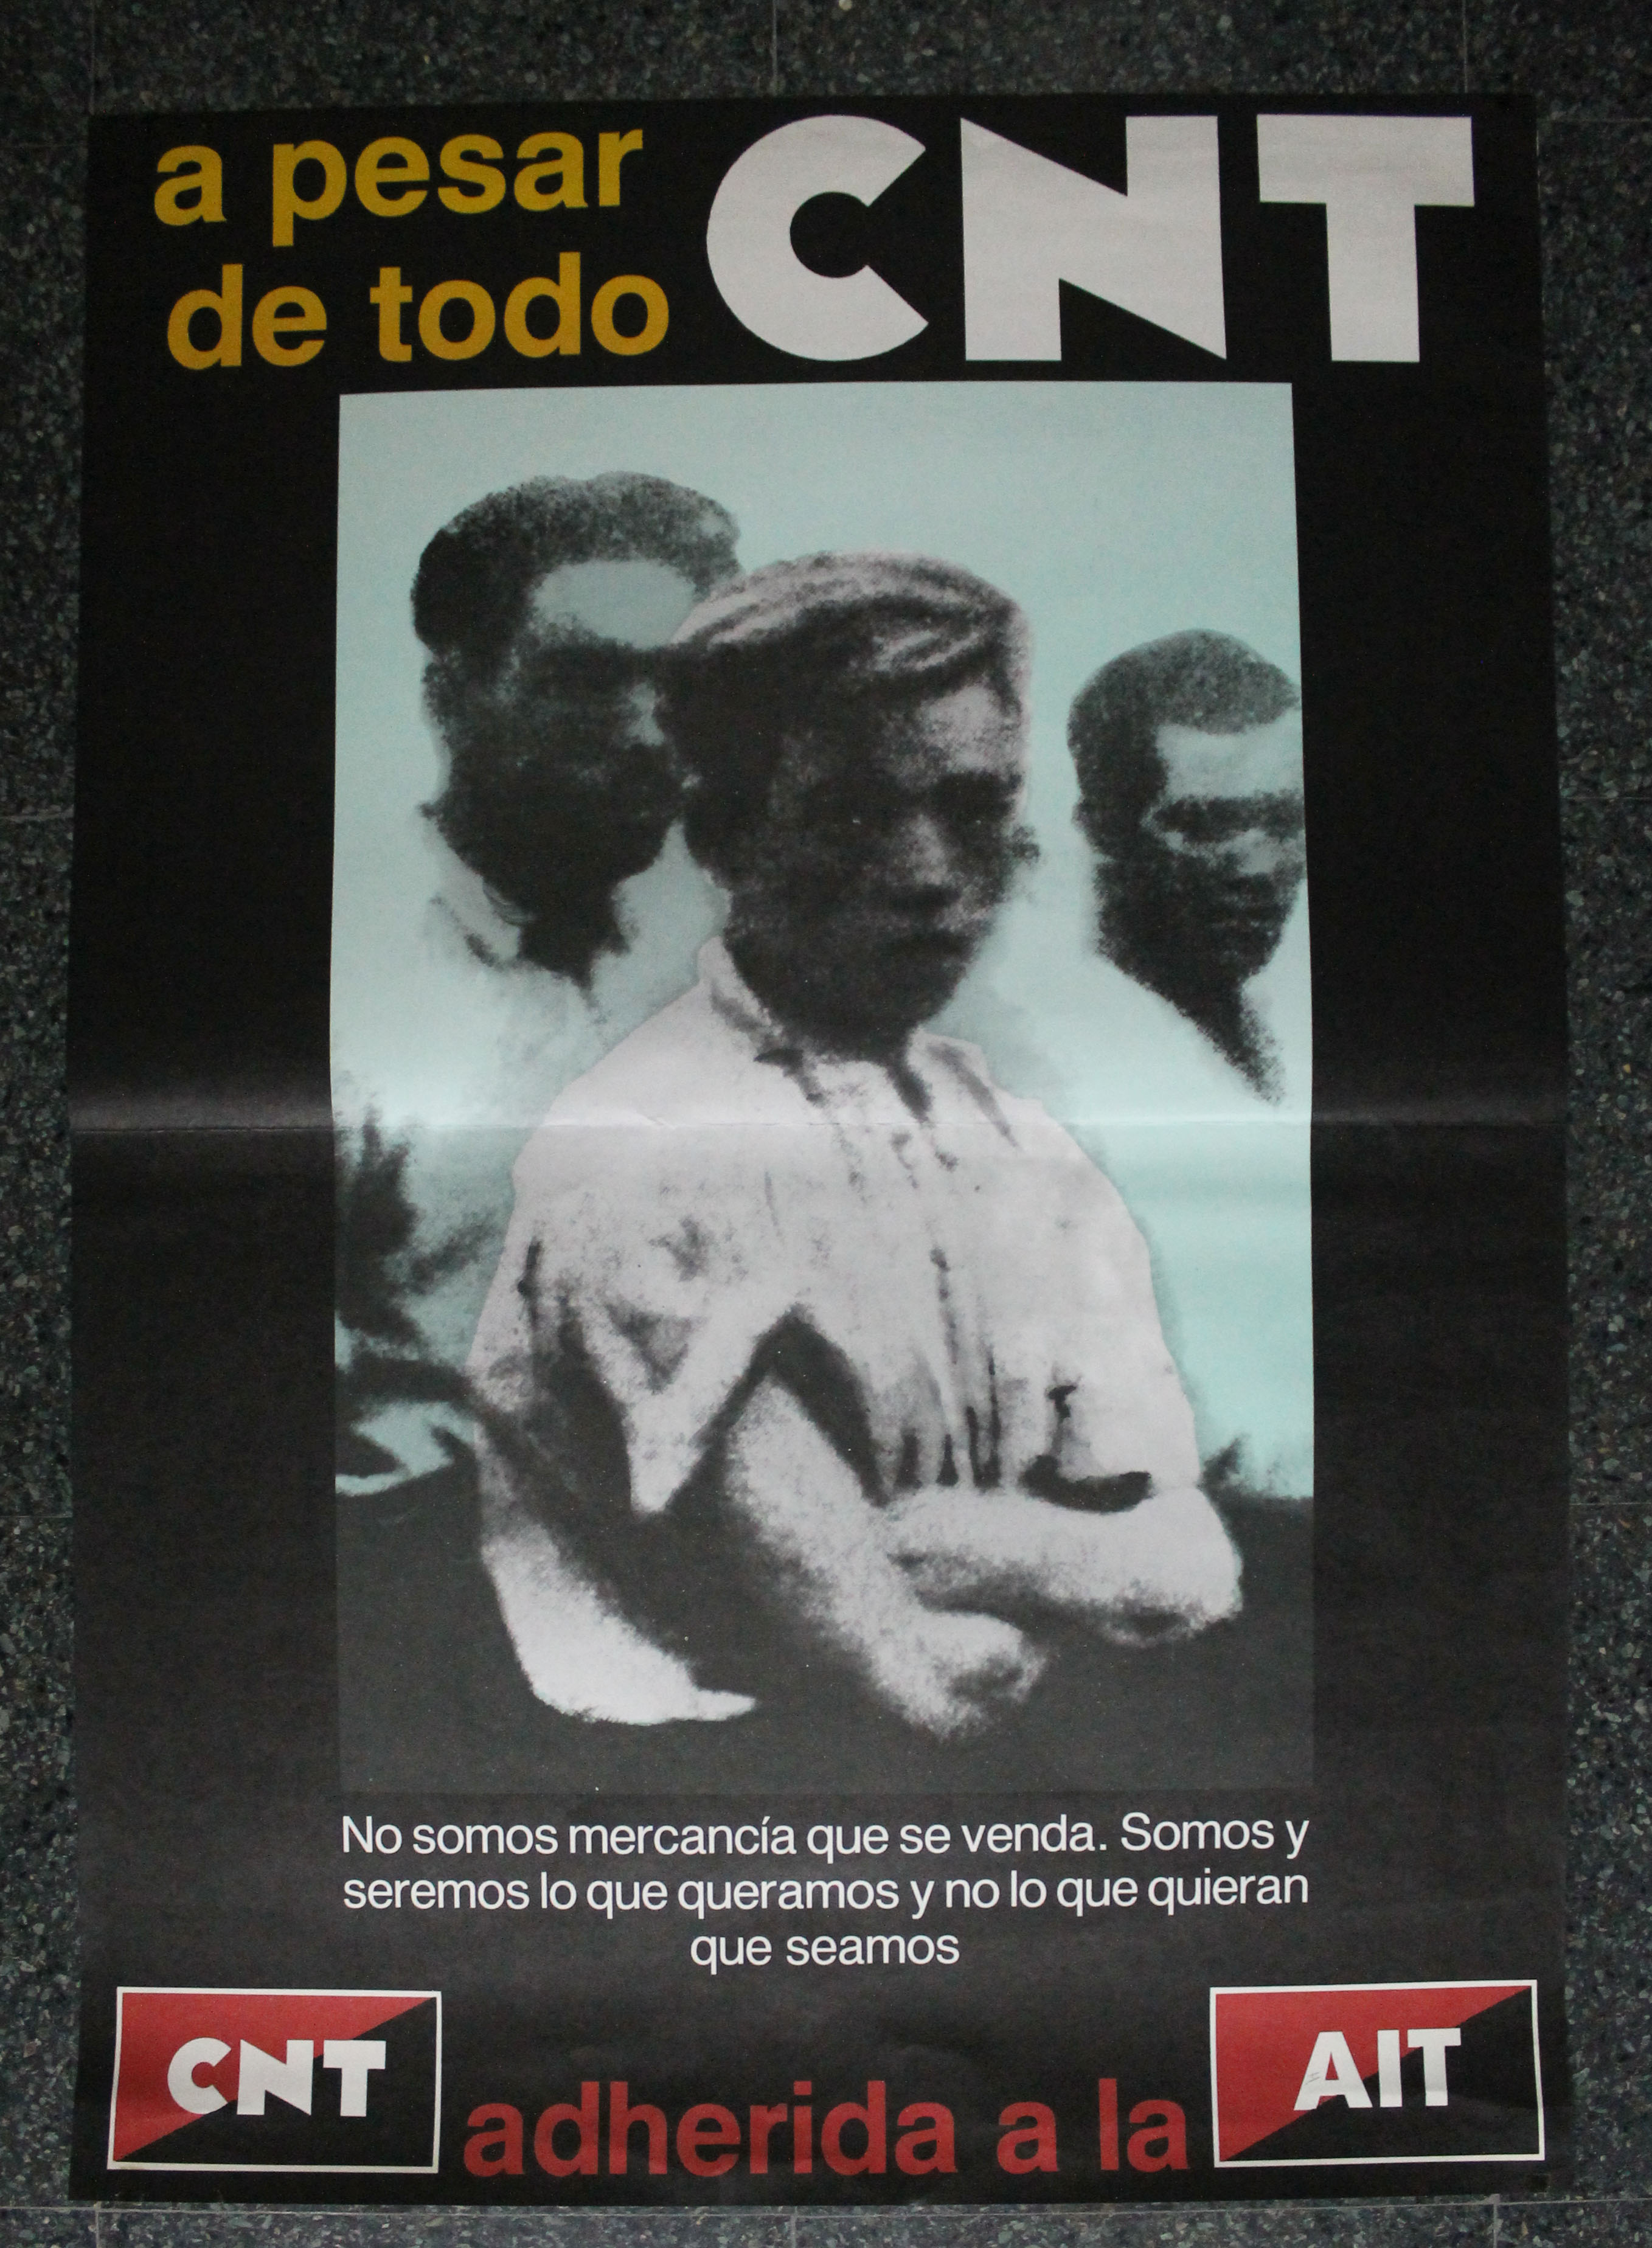 a pesar
de todo
CNT
No somos mercancía que se venda. Somos y
seremos lo que queramos y no lo que quieran
que seamos
CNT
adherida a la
AIT